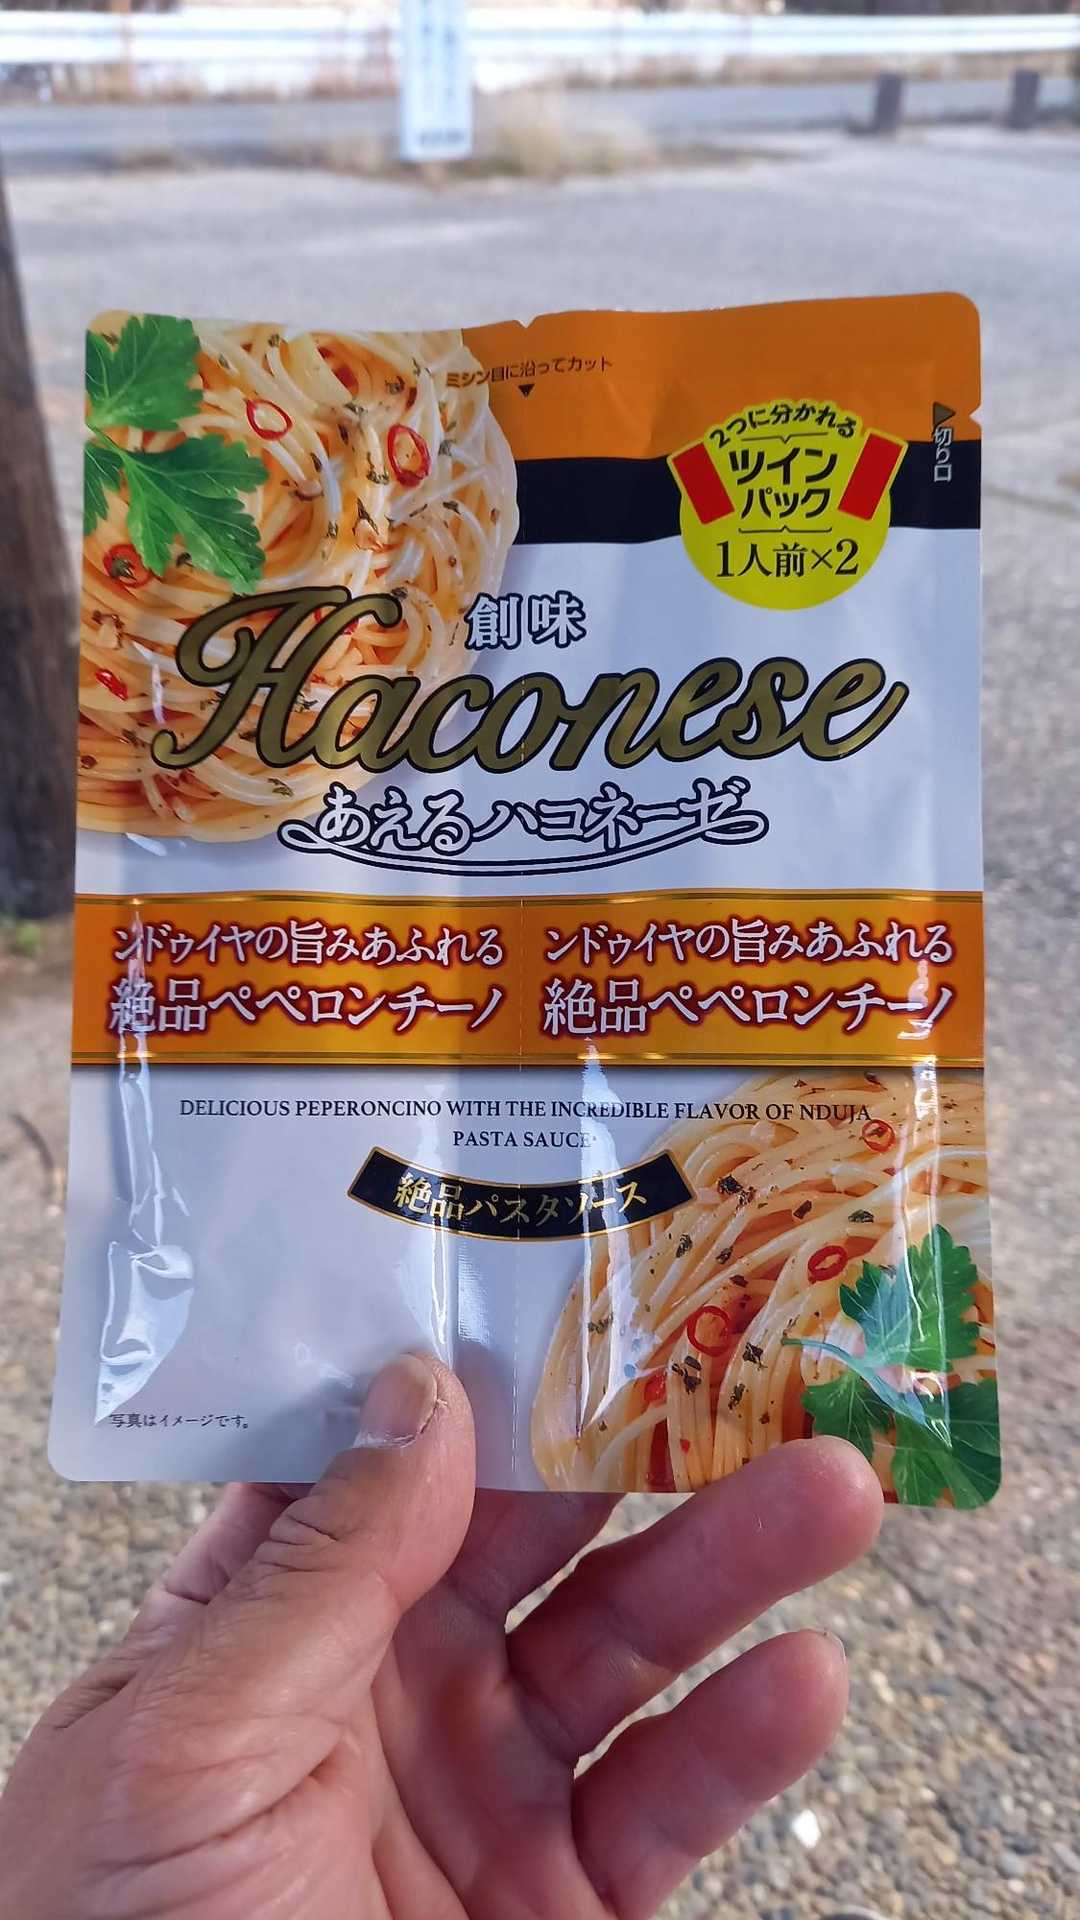 ミシン目に沿ってカット
2つに分かれる
ツイン
パック
1人前×2
切り口
創味
Haconese
あえるハコネーゼ
ンドゥイヤの旨みあふれる
絶品ペペロンチーノ
ンドゥイヤの旨みあふれる
絶品ペペロンチーノ
DELICIOUS PEPERONCINO WITH THE INCREDIBLE FLAVOR OF NDUJA
PASTA SAUCE
絶品パスタソース
写真はイメージです。